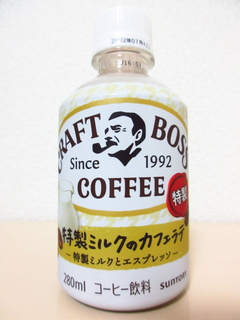 CRAFT BOSS
Since 1992
COFFEE
特製
特製ミルクのカフェラテ
—特製ミルクとエスプレッソ—
280ml コーヒー飲料 SUNTORY